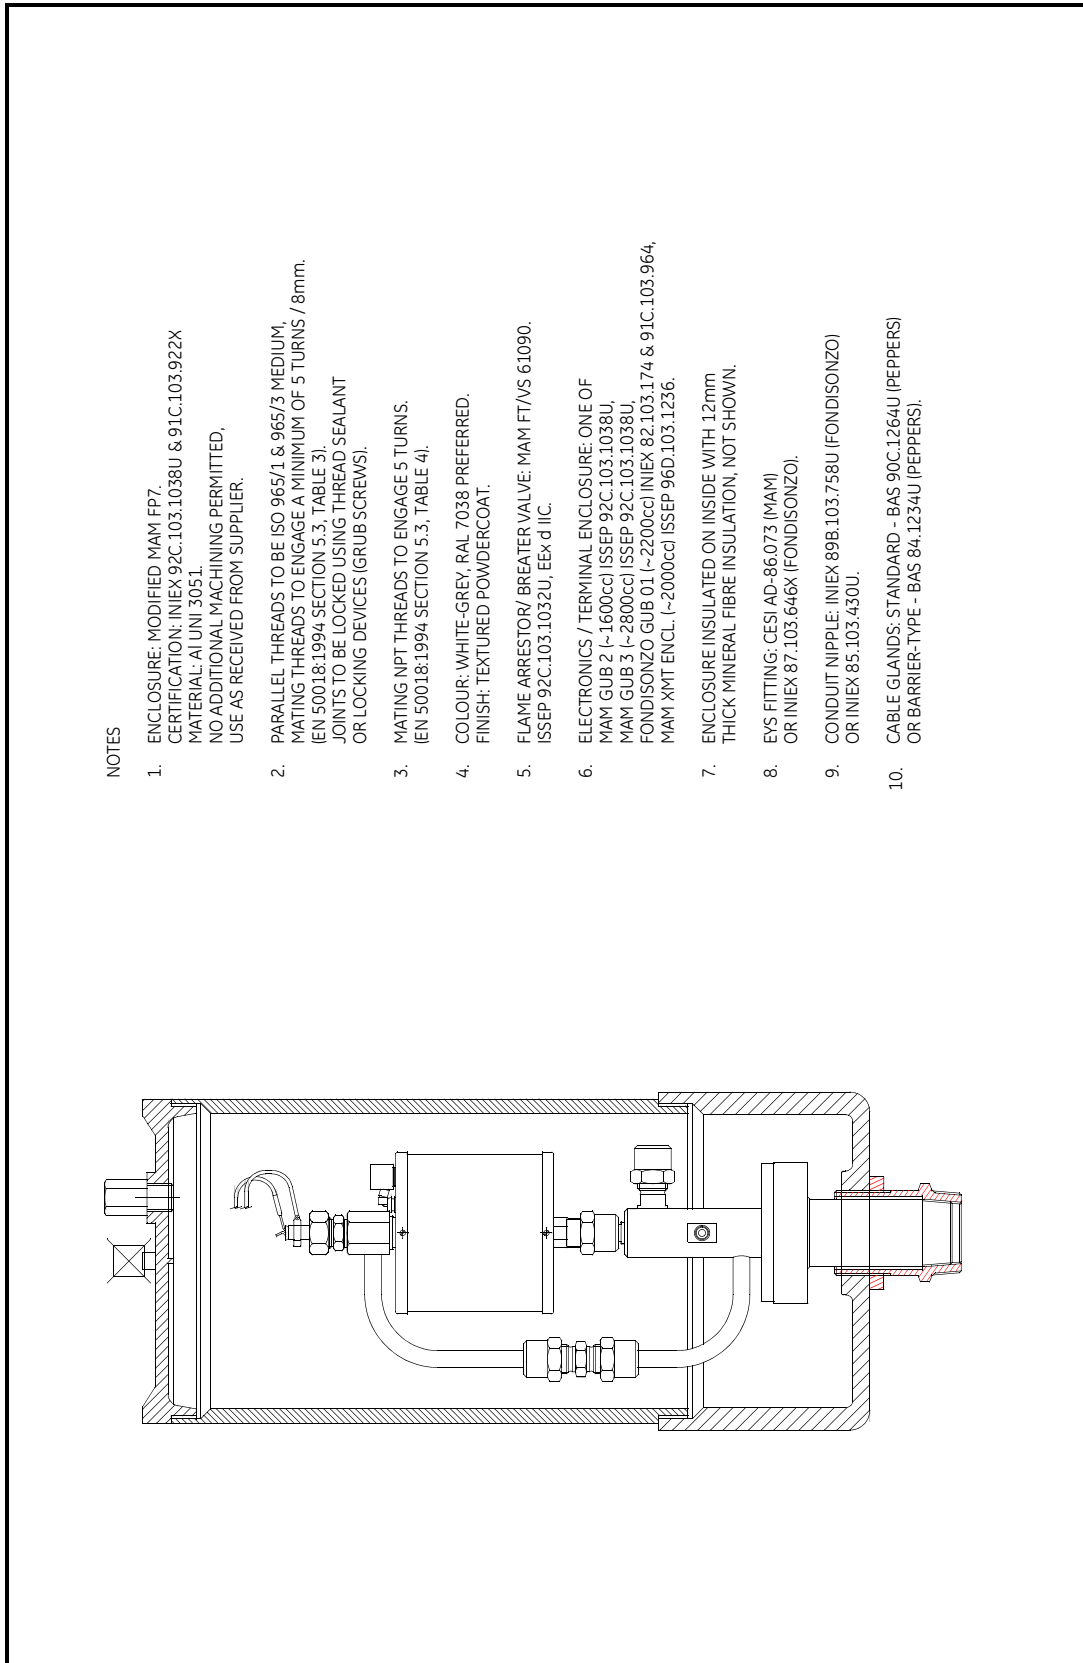 NOTES
1. ENCLOSURE: MODIFIED MAM FP7.
CERTIFICATION: INIEX 92C.103.1038U & 91C.103.922X
MATERIAL: Al UNI 3051.
NO ADDITIONAL MACHINING PERMITTED,
USE AS RECEIVED FROM SUPPLIER.
2. PARALLEL THREADS TO BE ISO 965/1 & 965/3 MEDIUM,
MATING THREADS TO ENGAGE A MINIMUM OF 5 TURNS / 8mm.
(EN 50018:1994 SECTION 5.3, TABLE 3).
JOINTS TO BE LOCKED USING THREAD SEALANT
OR LOCKING DEVICES (GRUB SCREWS).
3. MATING NPT THREADS TO ENGAGE 5 TURNS.
(EN 50018:1994 SECTION 5.3, TABLE 4).
4. COLOUR: WHITE-GREY, RAL 7038 PREFERRED.
FINISH: TEXTURED POWDERCOAT.
5. FLAME ARRESTOR/ BREATER VALVE: MAM FT/VS 61090.
ISSEP 92C.103.1032U, EEx d IIC.
6. ELECTRONICS / TERMINAL ENCLOSURE: ONE OF
MAM GUB 2 (~1600cc) ISSEP 92C.103.1038U,
MAM GUB 3 (~2800cc) ISSEP 92C.103.1038U,
FONDISONZO GUB 01 (~2200cc) INIEX 82.103.174 & 91C.103.964,
MAM XMT ENCL. (~2000cc) ISSEP 96D.103.1236.
7. ENCLOSURE INSULATED ON INSIDE WITH 12mm
THICK MINERAL FIBRE INSULATION, NOT SHOWN.
8. EYS FITTING: CESI AD-86.073 (MAM)
OR INIEX 87.103.646X (FONDISONZO).
9. CONDUIT NIPPLE: INIEX 89B.103.758U (FONDISONZO)
OR INIEX 85.103.430U.
10. CABLE GLANDS: STANDARD - BAS 90C.1264U (PEPPERS)
OR BARRIER-TYPE - BAS 84.1234U (PEPPERS).